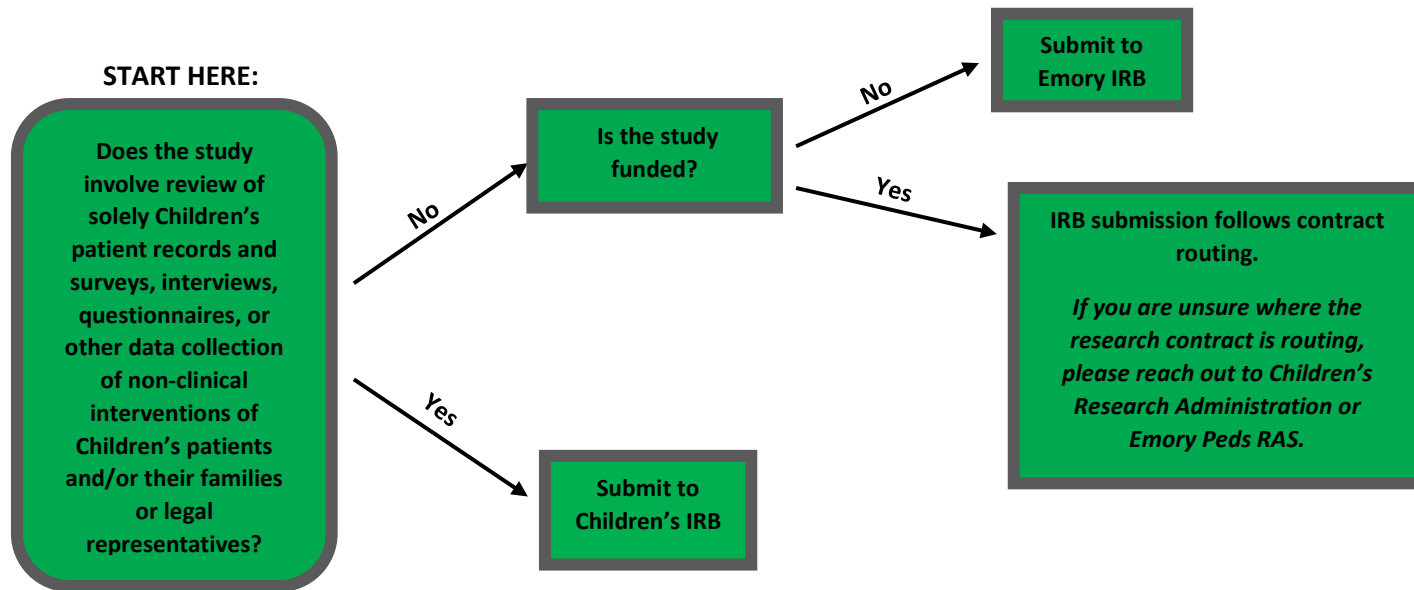 START HERE:
Does the study
involve review of
solely Children’s
patient records and
surveys, interviews,
questionnaires, or
other data collection
of non-clinical
interventions of
Children’s patients
and/or their families
or legal
representatives?
No
Yes
Is the study
funded?
No
Yes
Submit to
Emory IRB
IRB submission follows contract
routing.
If you are unsure where the
research contract is routing,
please reach out to Children’s
Research Administration or
Emory Peds RAS.
Submit to
Children’s IRB